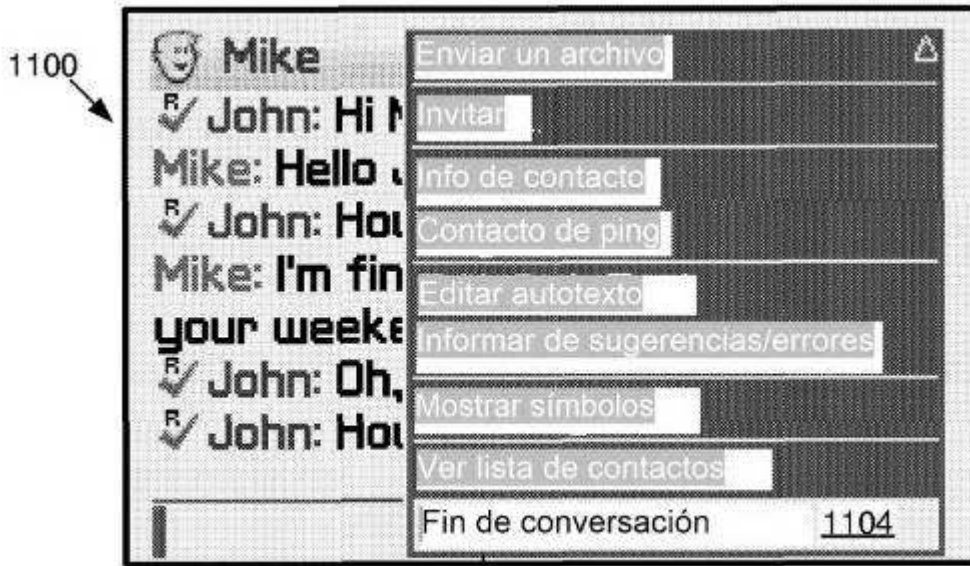 1100
Mike
R John: Hi
Mike: Hello
R John:
Mike: I'm fin
your weeke
R John: Oh,
R John:
Enviar un archivo
Invitar
Info de contacto
Contacto de ping
Editar autotexto
Informar de sugerencias/errores
Mostrar símbolos
Ver lista de contactos
Fin de conversación 1104